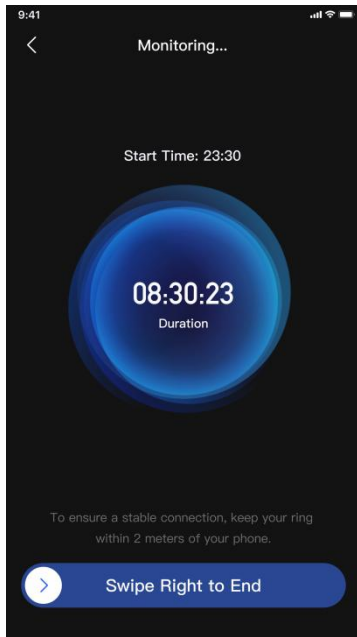 9:41
Monitoring...
Start Time: 23:30
08:30:23
Duration
To ensure a stable connection, keep your ring
within 2 meters of your phone.
Swipe Right to End